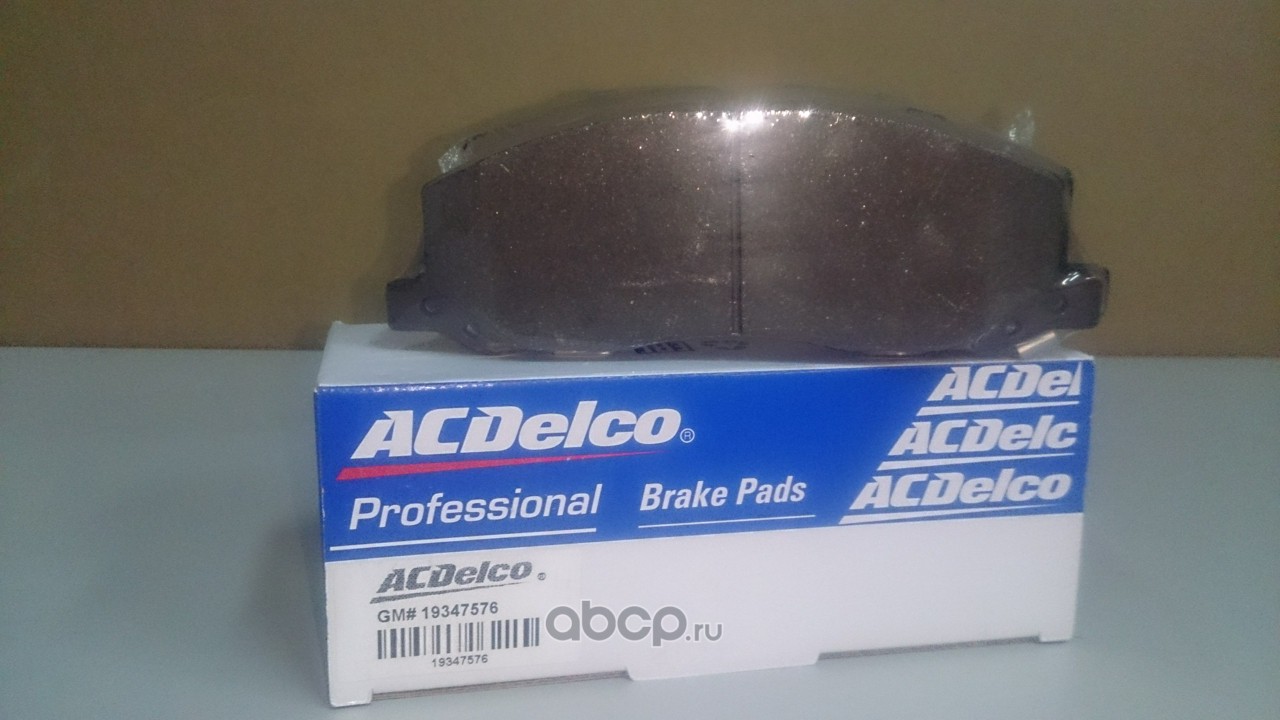 ACDelco®
Professional
Brake Pads
ACDel
ACDelc
ACDelco
ACDelco®
GM# 19347576
19347576
abcp.ru